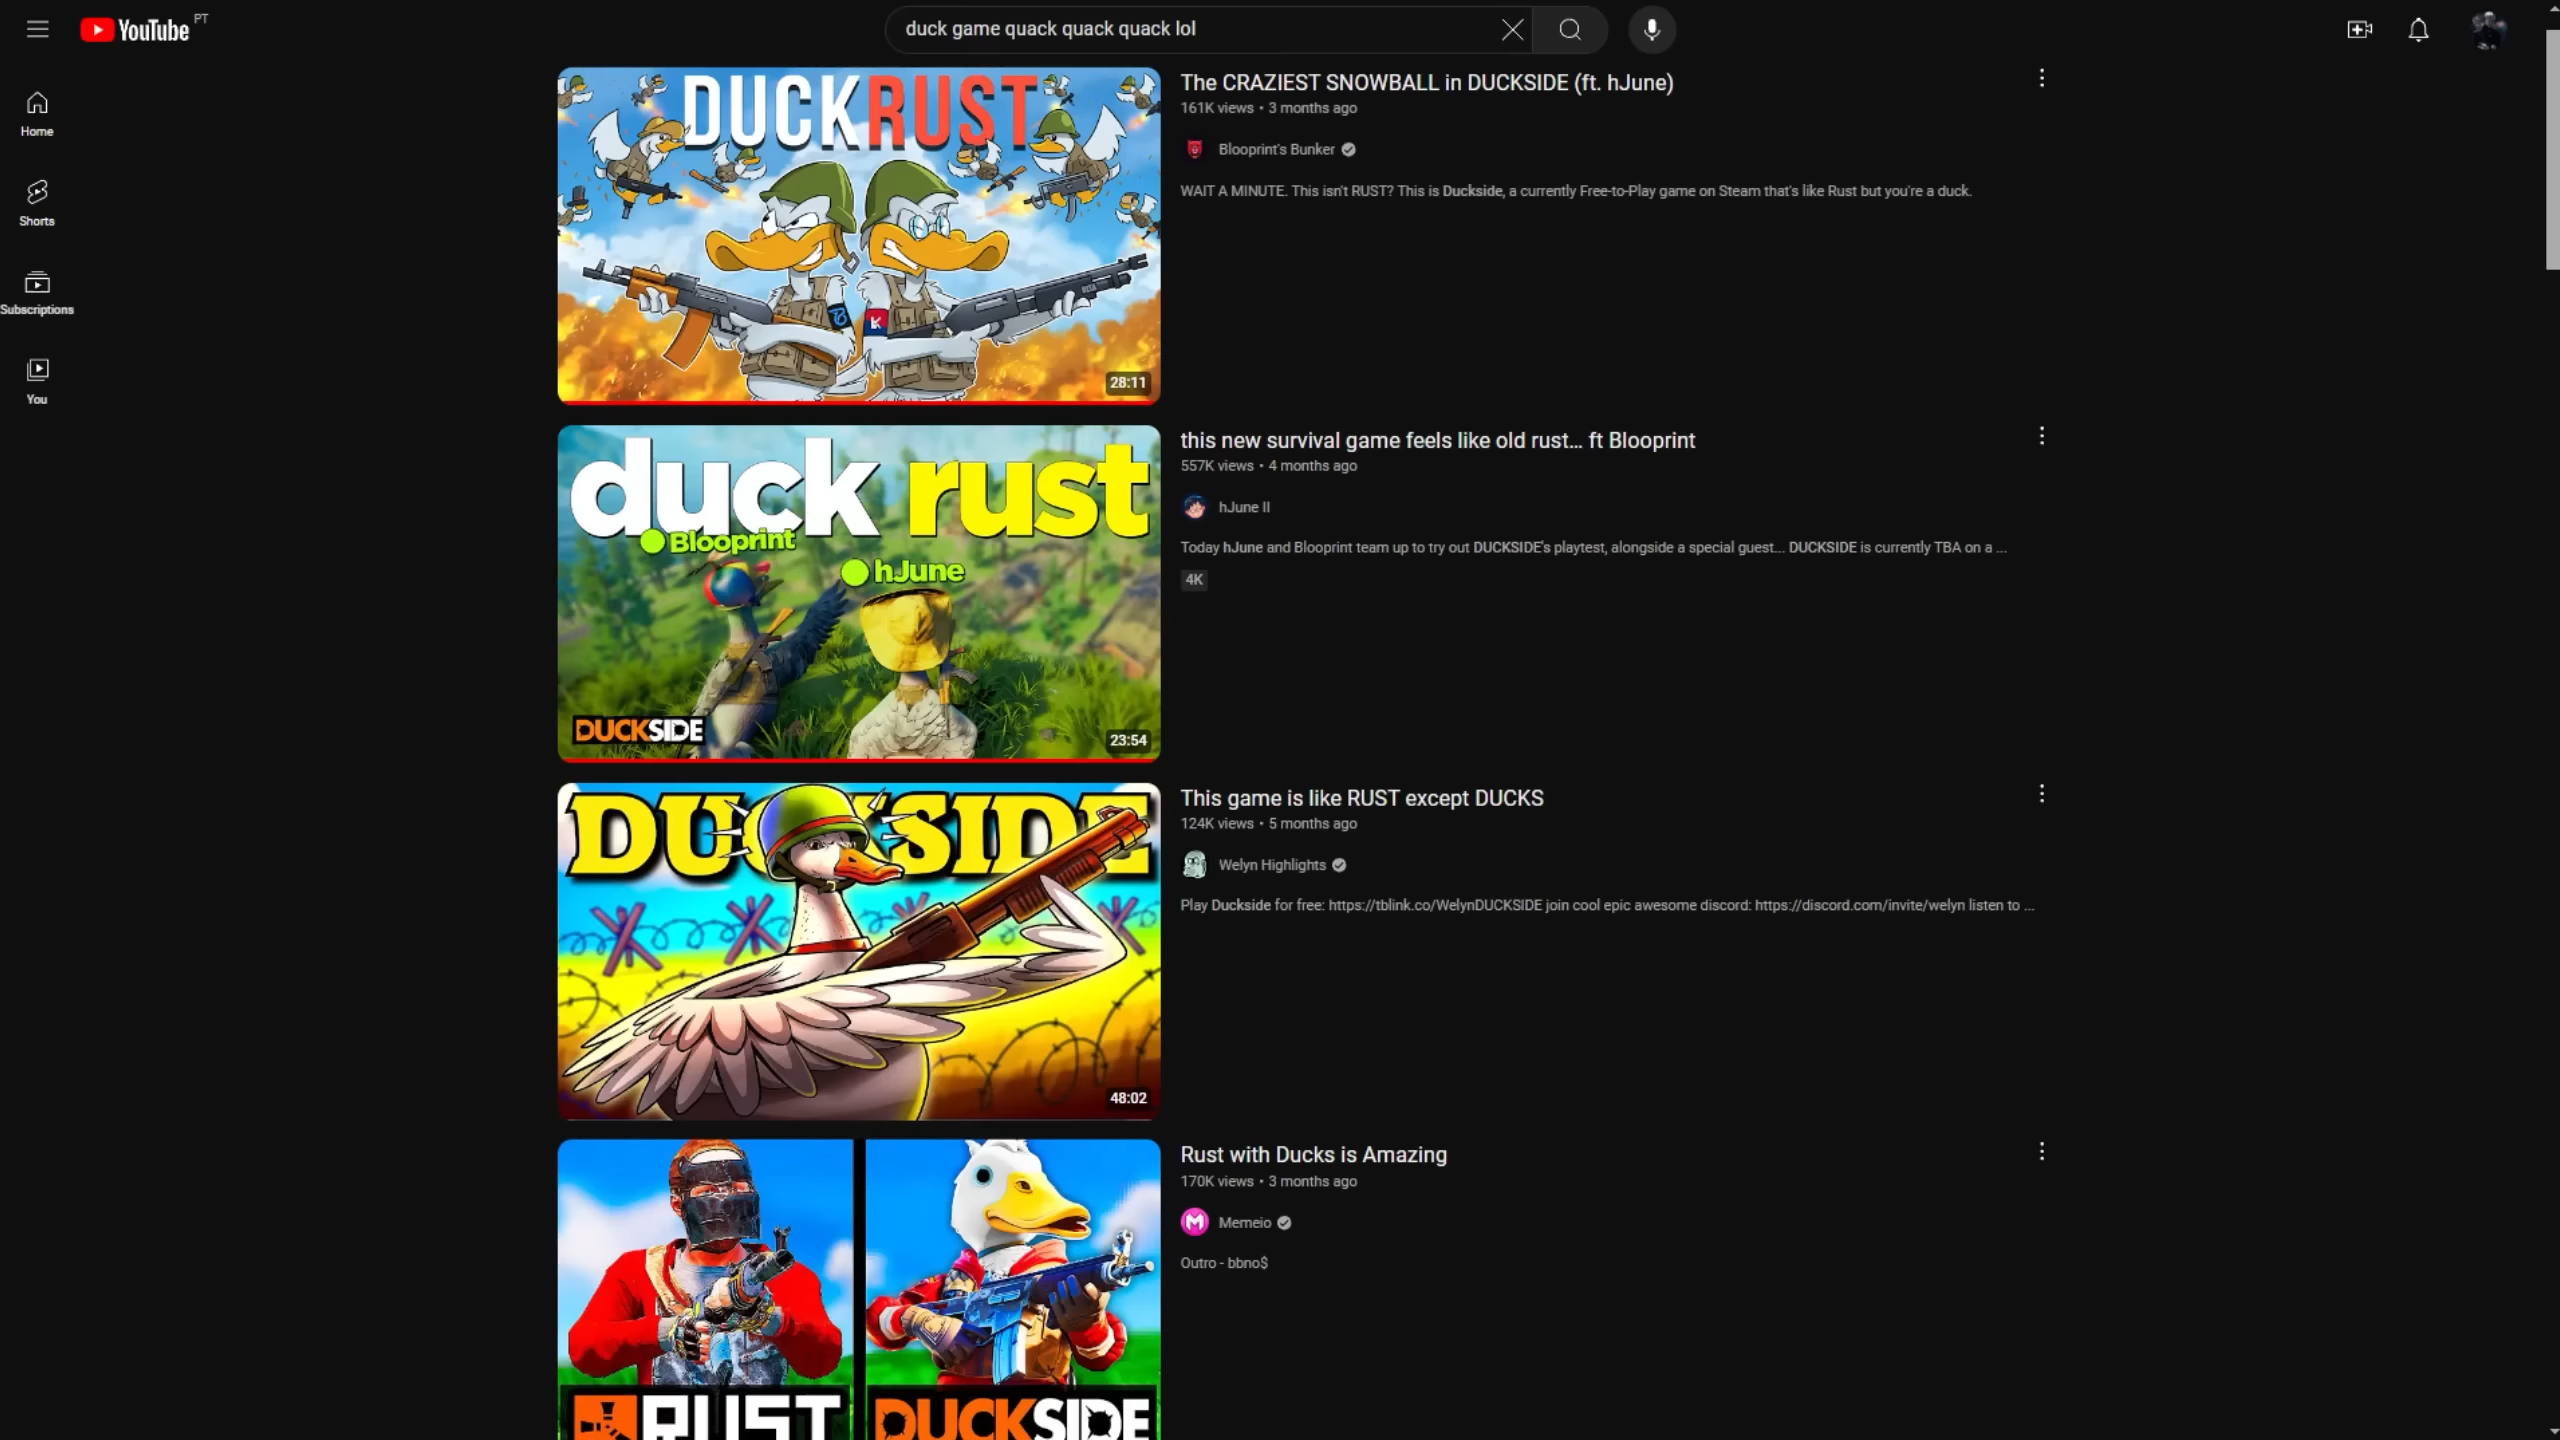 YouTube PT
duck game quack quack quack lol
Home
Shorts
Subscriptions
You
DUCKRUST
28:11
The CRAZIEST SNOWBALL in DUCKSIDE (ft. hJune)
161K views • 3 months ago
Blooprint's Bunker
WAIT A MINUTE. This isn't RUST? This is Duckside, a currently Free-to-Play game on Steam that's like Rust but you're a duck.
duck rust
Blooprint
hJune
DUCKSIDE
23:54
this new survival game feels like old rust... ft Blooprint
557K views • 4 months ago
hJune II
Today hJune and Blooprint team up to try out DUCKSIDE's playtest, alongside a special guest... DUCKSIDE is currently TBA on a ...
4K
DUCKSIDE
48:02
This game is like RUST except DUCKS
124K views • 5 months ago
Welyn Highlights
Play Duckside for free: https://tblink.co/WelynDUCKSIDE join cool epic awesome discord: https://discord.com/invite/welyn listen to ...
RUST
DUCKSIDE
Rust with Ducks is Amazing
170K views • 3 months ago
M Memeio
Outro - bbno$